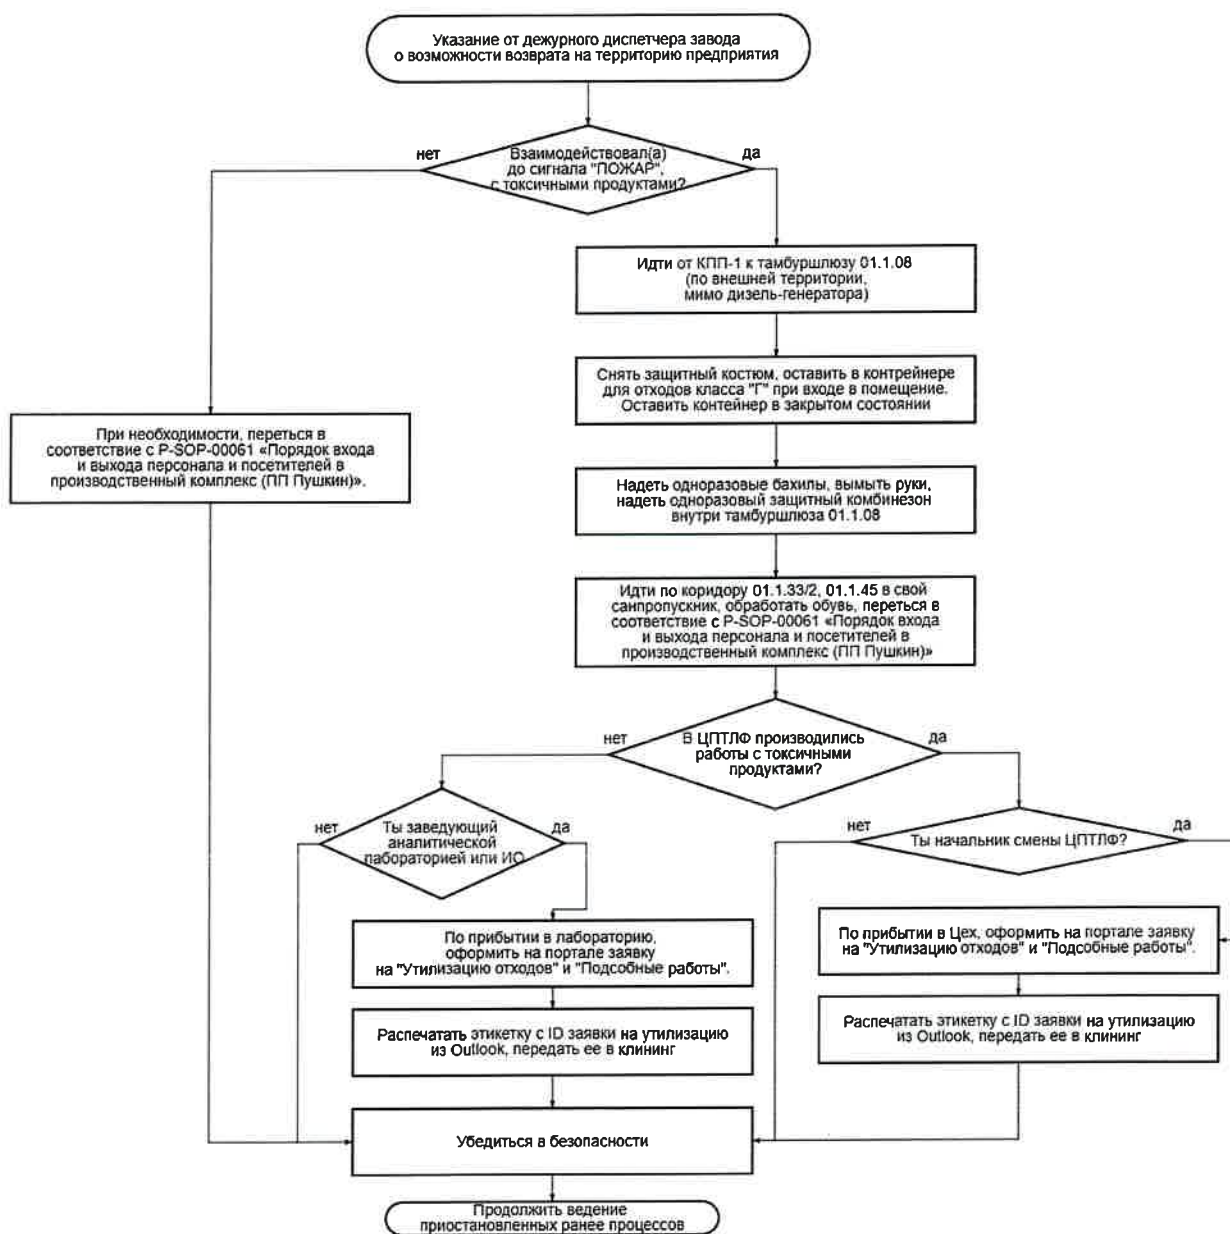 Указание от дежурного диспетчера завода
о возможности возврата на территорию предприятия
нет
Взаимодействовал(а)
до сигнала "ПОЖАР",
с токсичными продуктами?
да
Идти от КПП-1 к тамбуршлюзу 01.1.08
(по внешней территории,
мимо дизель-генератора)
Снять защитный костюм, оставить в контрейнере
для отходов класса "Г" при входе в помещение.
Оставить контейнер в закрытом состоянии
При необходимости, переться в
соответствие с P-SOP-00061 «Порядок входа
и выхода персонала и посетителей в
производственный комплекс (ПП Пушкин)».
Надеть одноразовые бахилы, вымыть руки,
надеть одноразовый защитный комбинезон
внутри тамбуршлюза 01.1.08
Идти по коридору 01.1.33/2, 01.1.45 в свой
санпропускник, обработать обувь, переться в
соответствие с P-SOP-00061 «Порядок входа
и выхода персонала и посетителей в
производственный комплекс (ПП Пушкин)»
нет
В ЦПТЛФ производились
работы с токсичными
продуктами?
да
нет
Ты заведующий
аналитической
лабораторией или ИО
да
нет
Ты начальник смены ЦПТЛФ?
да
По прибытии в лабораторию,
оформить на портале заявку
на "Утилизацию отходов" и "Подсобные работы".
По прибытии в Цех, оформить на портале заявку
на "Утилизацию отходов" и "Подсобные работы".
Распечатать этикетку с ID заявки на утилизацию
из Outlook, передать ее в клининг
Распечатать этикетку с ID заявки на утилизацию
из Outlook, передать ее в клининг
Убедиться в безопасности
Продолжить ведение
приостановленных ранее процессов